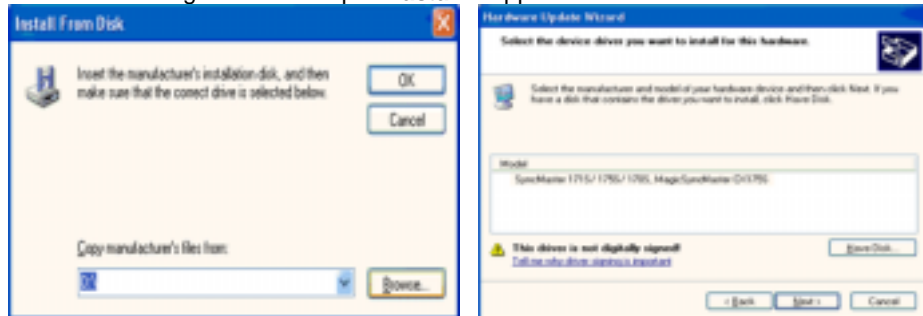 Install From Disk
Insert the manufacturer's installation disk, and then
make sure that the correct drive is selected below.
OK
Cancel
Copy manufacturer's files from:
Browse...
Hardware Update Wizard
Select the device driver you want to install for this hardware.
Select the manufacturer and model of your hardware device and then click Next. If you
have a disk that contains the driver you want to install, click Have Disk.
Model
This driver is not digitally signed!
Tell me why driver signing is important
Have Disk...
< Back
Next >
Cancel